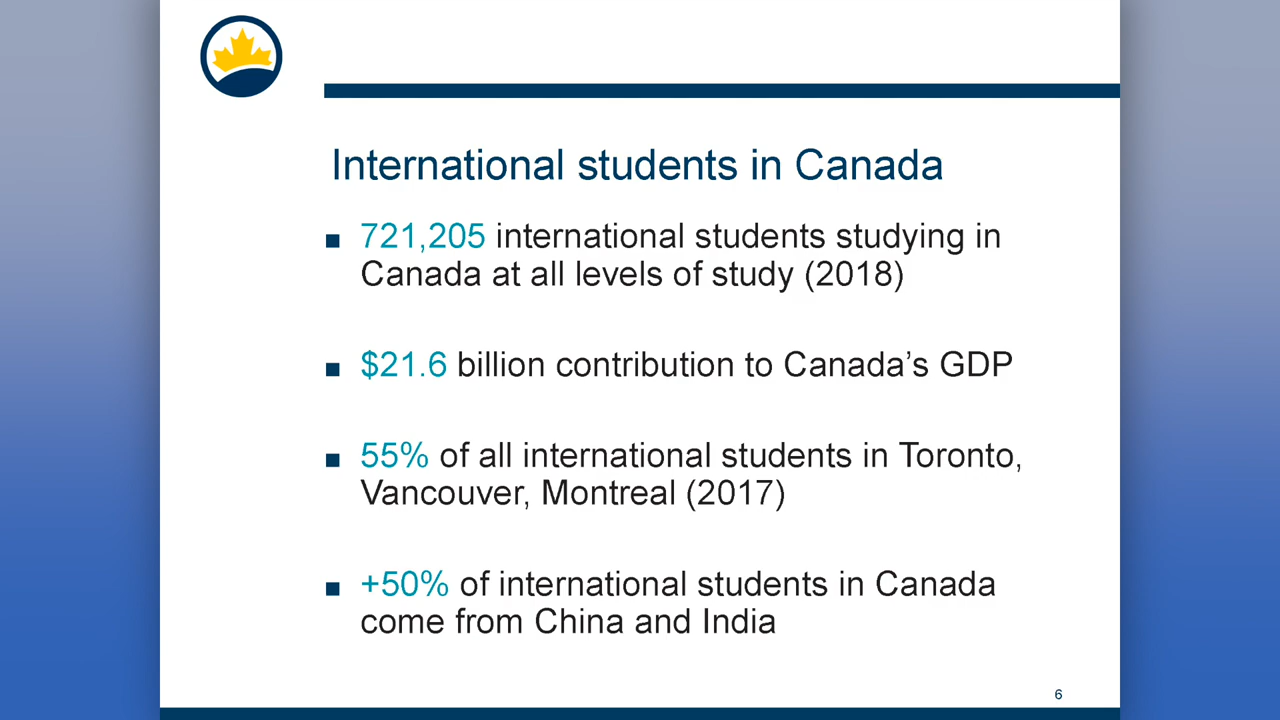 International students in Canada
■ 721,205 international students studying in
Canada at all levels of study (2018)
■ $21.6 billion contribution to Canada’s GDP
■ 55% of all international students in Toronto,
Vancouver, Montreal (2017)
■ +50% of international students in Canada
come from China and India
6